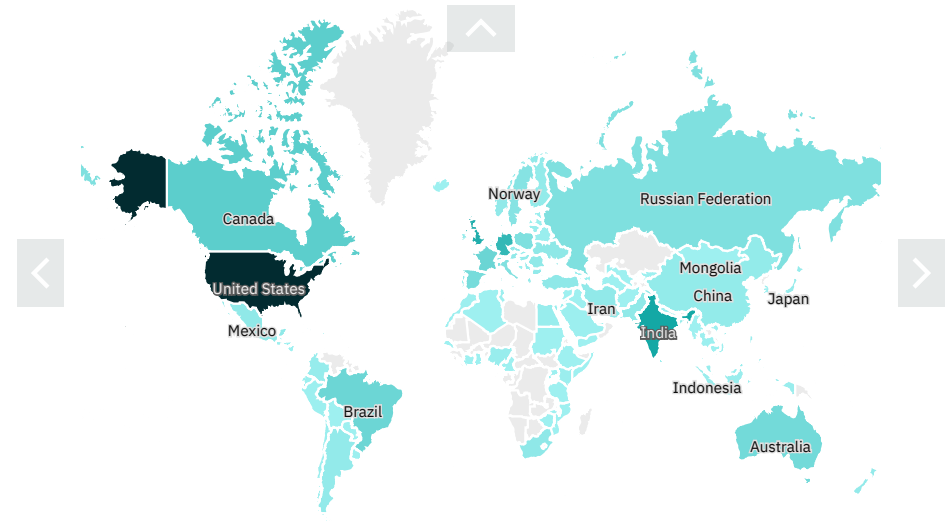 Norway
Russian Federation
Canada
Mongolia
United States
China
Japan
Iran
Mexico
India
Indonesia
Brazil
Australia